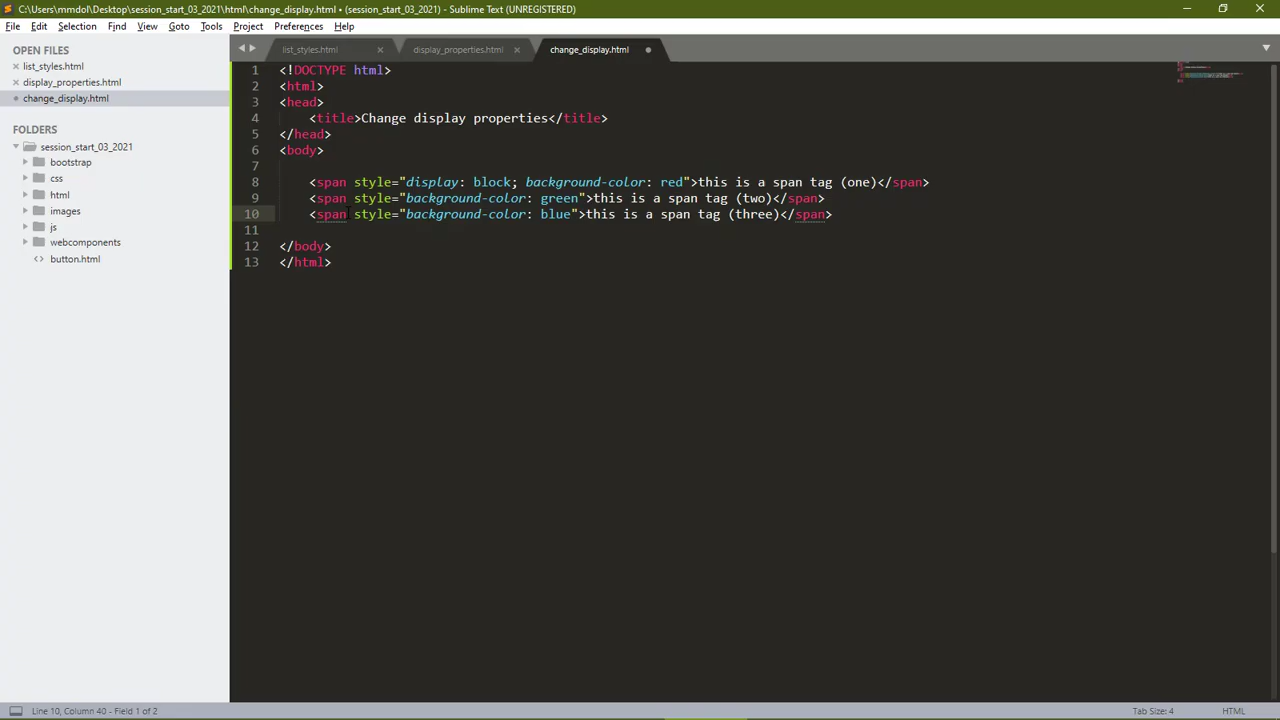 C:\Users\mmdol\Desktop\session_start_03_2021\html\change_display.html • (session_start_03_2021) - Sublime Text (UNREGISTERED)
File Edit Selection Find View Goto Tools Project Preferences Help
OPEN FILES
list_styles.html
display_properties.html
change_display.html
FOLDERS
session_start_03_2021
bootstrap
css
html
images
js
webcomponents
button.html
list_styles.html display_properties.html change_display.html
1 <!DOCTYPE html>
2 <html>
3 <head>
4 <title>Change display properties</title>
5 </head>
6 <body>
7
8 <span style="display: block; background-color: red">this is a span tag (one)</span>
9 <span style="background-color: green">this is a span tag (two)</span>
10 <span style="background-color: blue">this is a span tag (three)</span>
11
12 </body>
13 </html>
Line 10, Column 40 - Field 1 of 2
Tab Size: 4
HTML